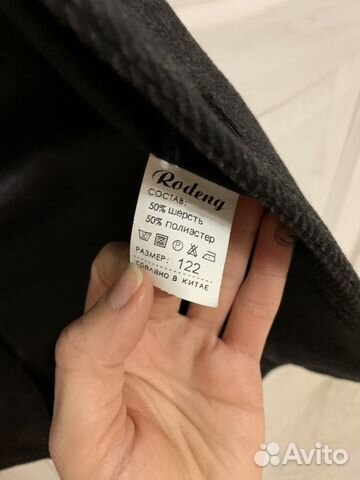 Rodeng
СОСТАВ:
50% ШЕРСТЬ
50% ПОЛИЭСТЕР
P
РАЗМЕР: 122
СДЕЛАНО В КИТАЕ
Avito